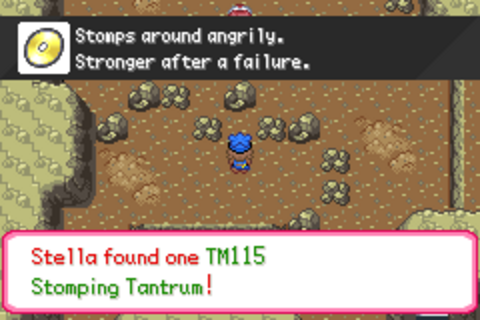 Stomps around angrily.
Stronger after a failure.
Stella found one TM115
Stomping Tantrum!